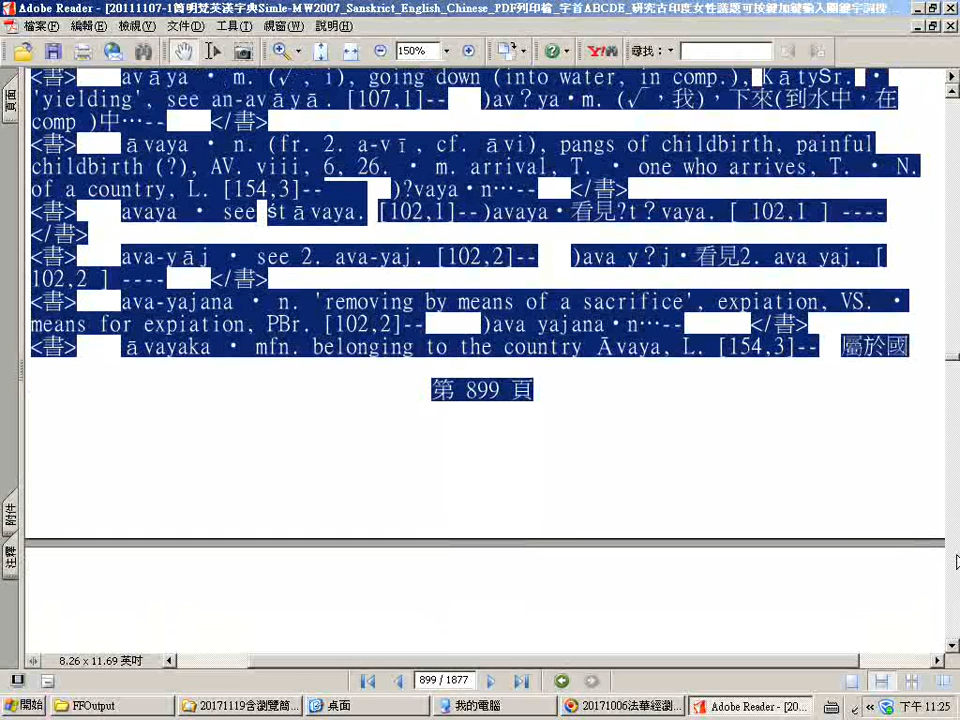 Adobe Reader - [20111107-1簡明梵英漢字典Simle-MW2007_Sanskrict_English_Chinese_PDF列印檔_字首ABCDE_研究古印度女性議題可按鍵加鍵輸入關鍵字詞搜
檔案(F) 編輯(E) 檢視(V) 文件(D) 工具(T) 視窗(W) 說明(H)
150% Y! 尋找:
頁面
<書> avāya · m. (√, i), going down (into water, in comp.), KātySr. ·
'yielding', see an-avāyā. [107,1]-- )av?ya·m. (√,我),下來(到水中,在
comp )中…-- </書>
<書> āvaya · n. (fr. 2. a-vī, cf. āvi), pangs of childbirth, painful
childbirth (?), AV. viii, 6, 26. · m. arrival, T. · one who arrives, T. · N.
of a country, L. [154,3]-- )?vaya·n…-- </書>
<書> avaya · see śtāvaya. [102,1]--)avaya·看見?t?vaya. [ 102,1 ] ----
</書>
<書> ava-yāj · see 2. ava-yaj. [102,2]-- )ava y?j·看見2. ava yaj. [
102,2 ] ---- </書>
<書> ava-yajana · n. 'removing by means of a sacrifice', expiation, VS. ·
means for expiation, PBr. [102,2]-- )ava yajana·n…-- </書>
<書> āvayaka · mfn. belonging to the country Āvaya, L. [154,3]-- 屬於國
第 899 頁
附件
注釋
8.26 x 11.69 英吋
899 / 1877
開始 FFOutput 20171119含瀏覽簡... 桌面 我的電腦 20171006法華經瀏... Adobe Reader - [20... 下午 11:25